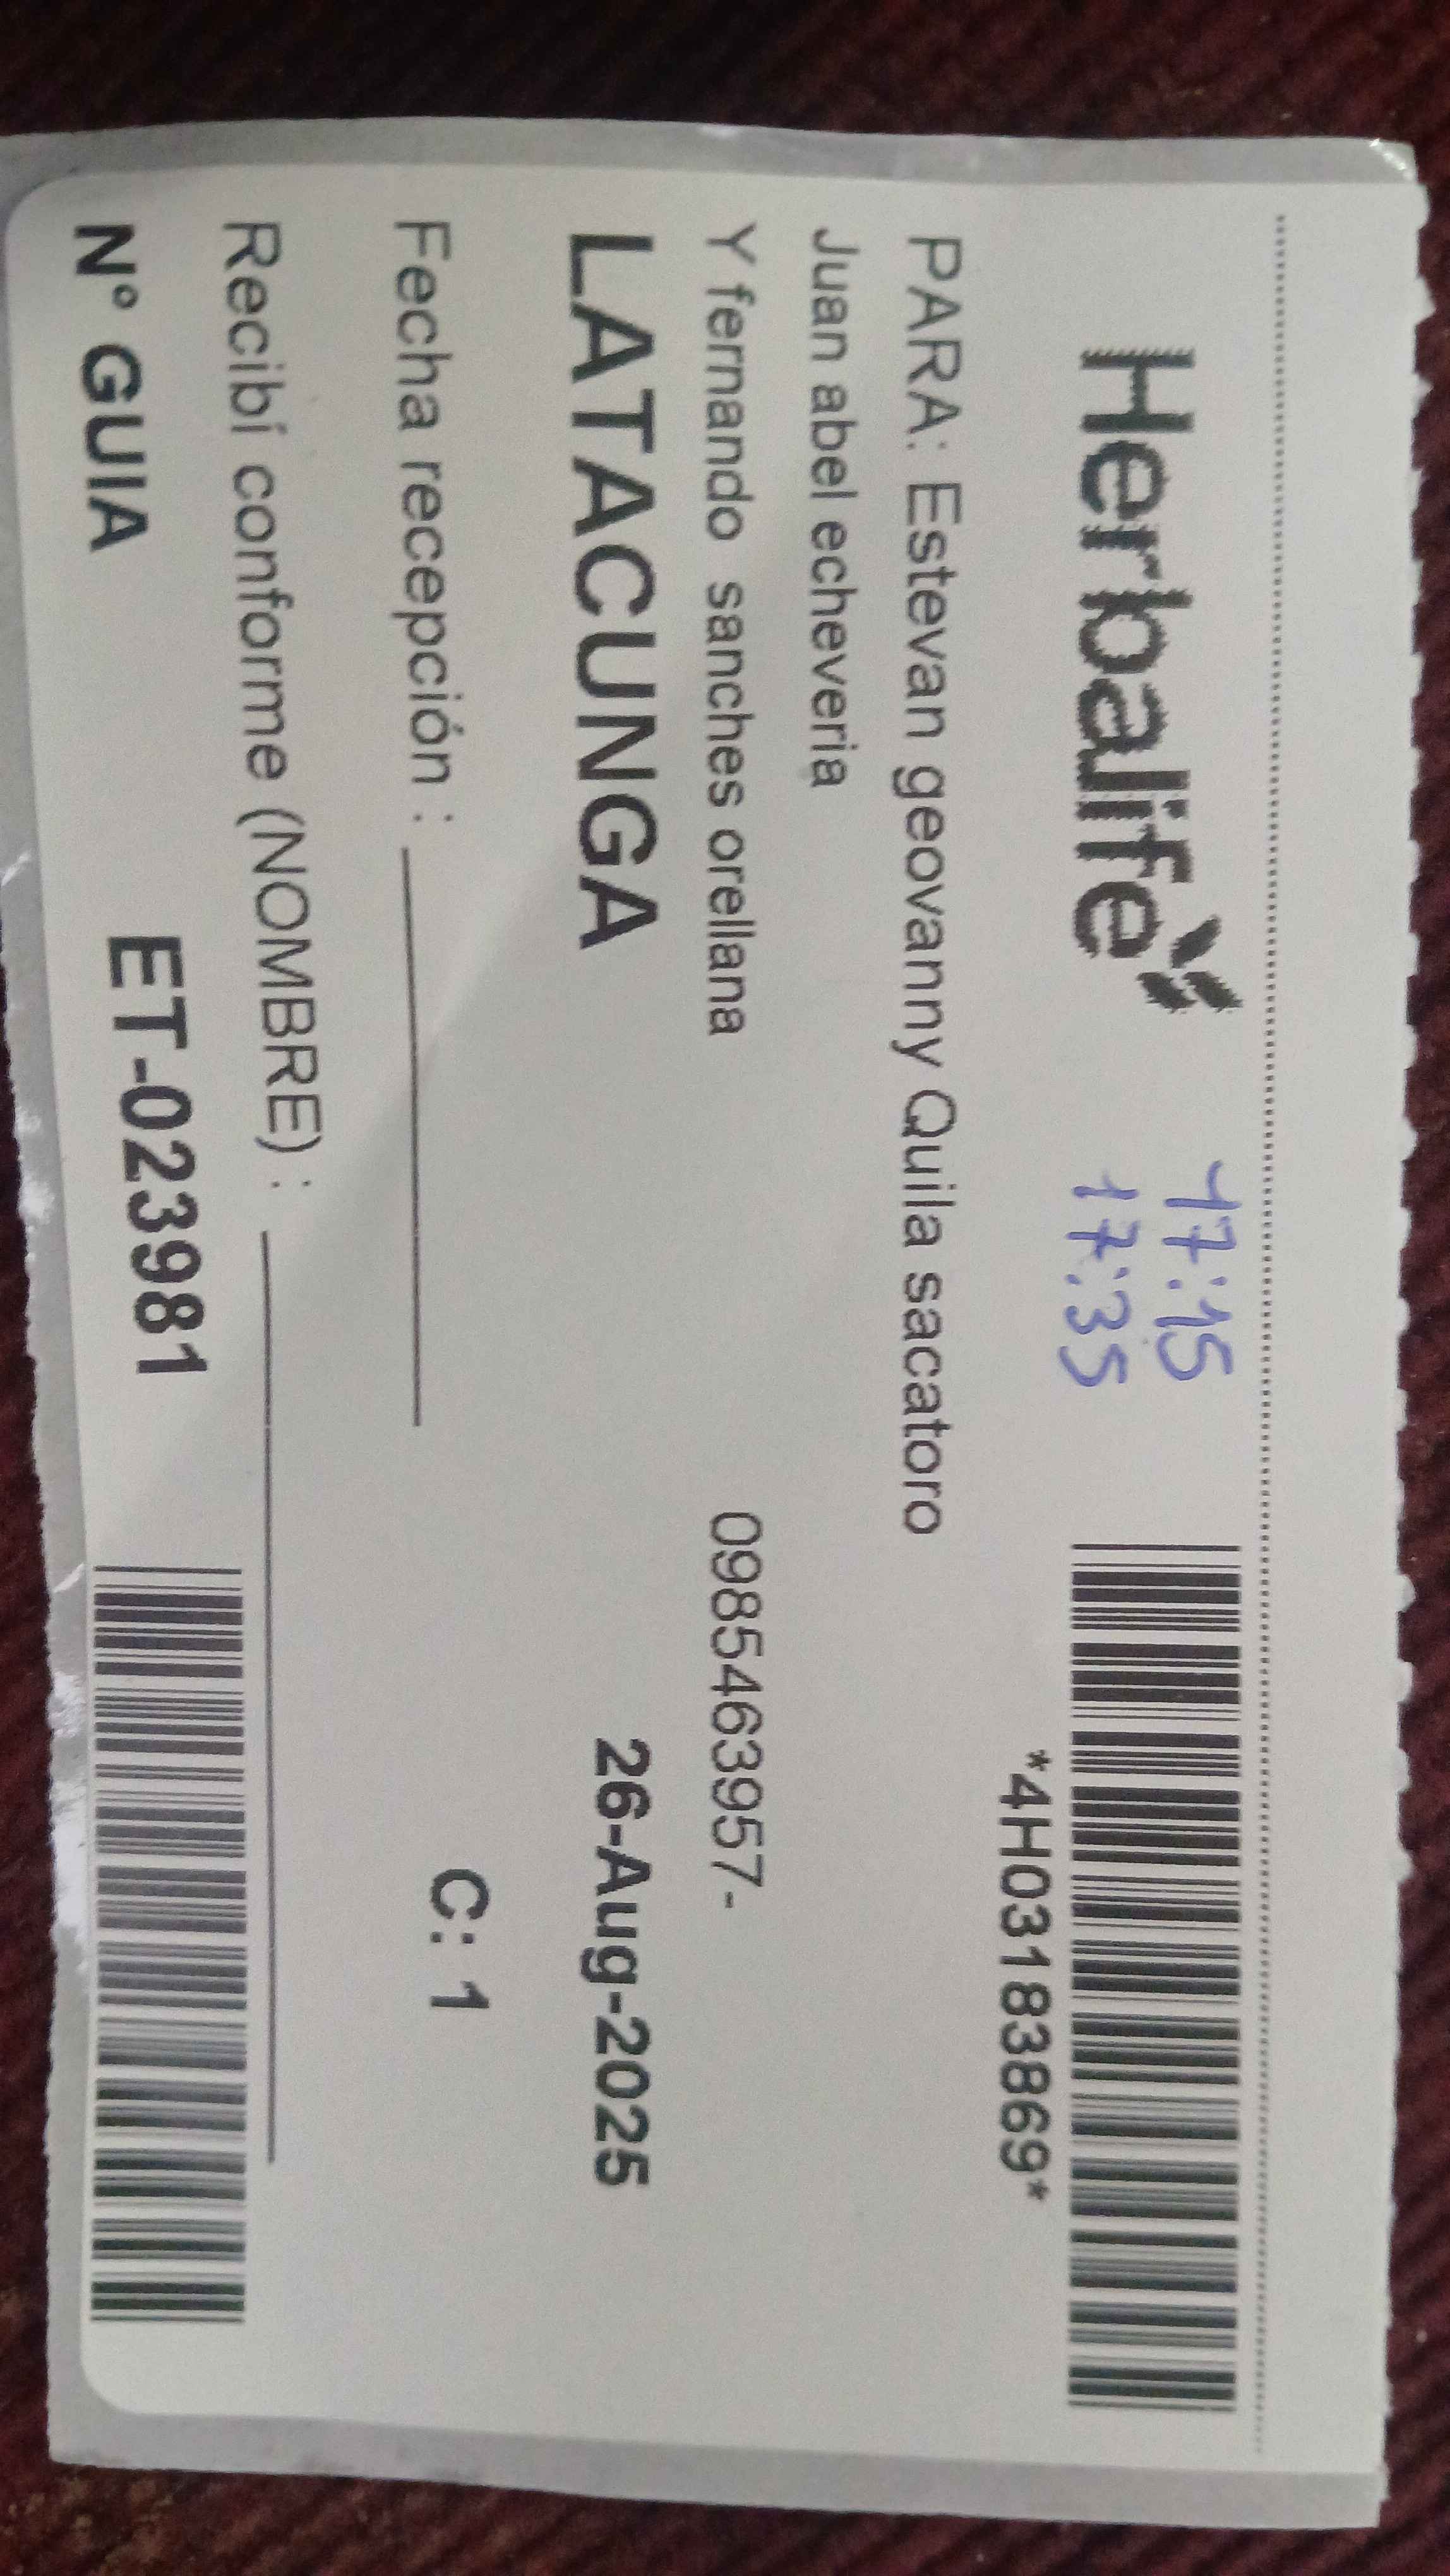 Herbalife
17:15
17:35
*4H03183869*
PARA: Estevan geovanny Quila sacatoro
Juan abel echeveria
Y fernando sanches orellana 0985463957-
LATACUNGA 26-Aug-2025
Fecha recepción : C: 1
Recibí conforme (NOMBRE) :
N° GUIA ET-023981